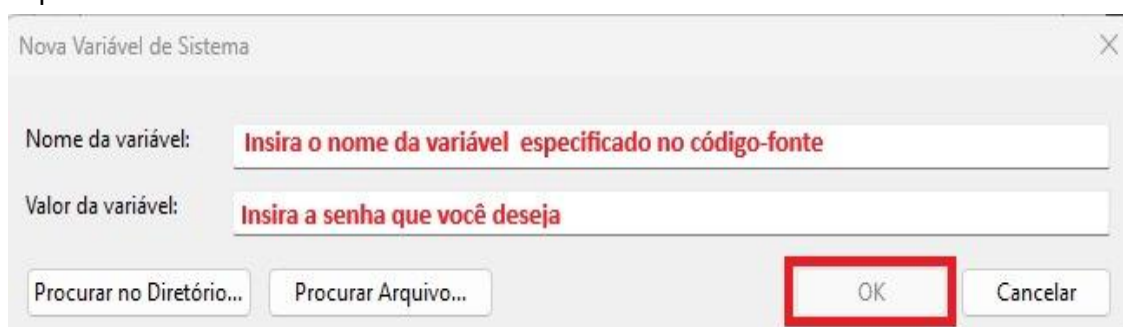 Nova Variável de Sistema
Nome da variável: Insira o nome da variável especificado no código-fonte
Valor da variável: Insira a senha que você deseja
Procurar no Diretório... Procurar Arquivo... OK Cancelar